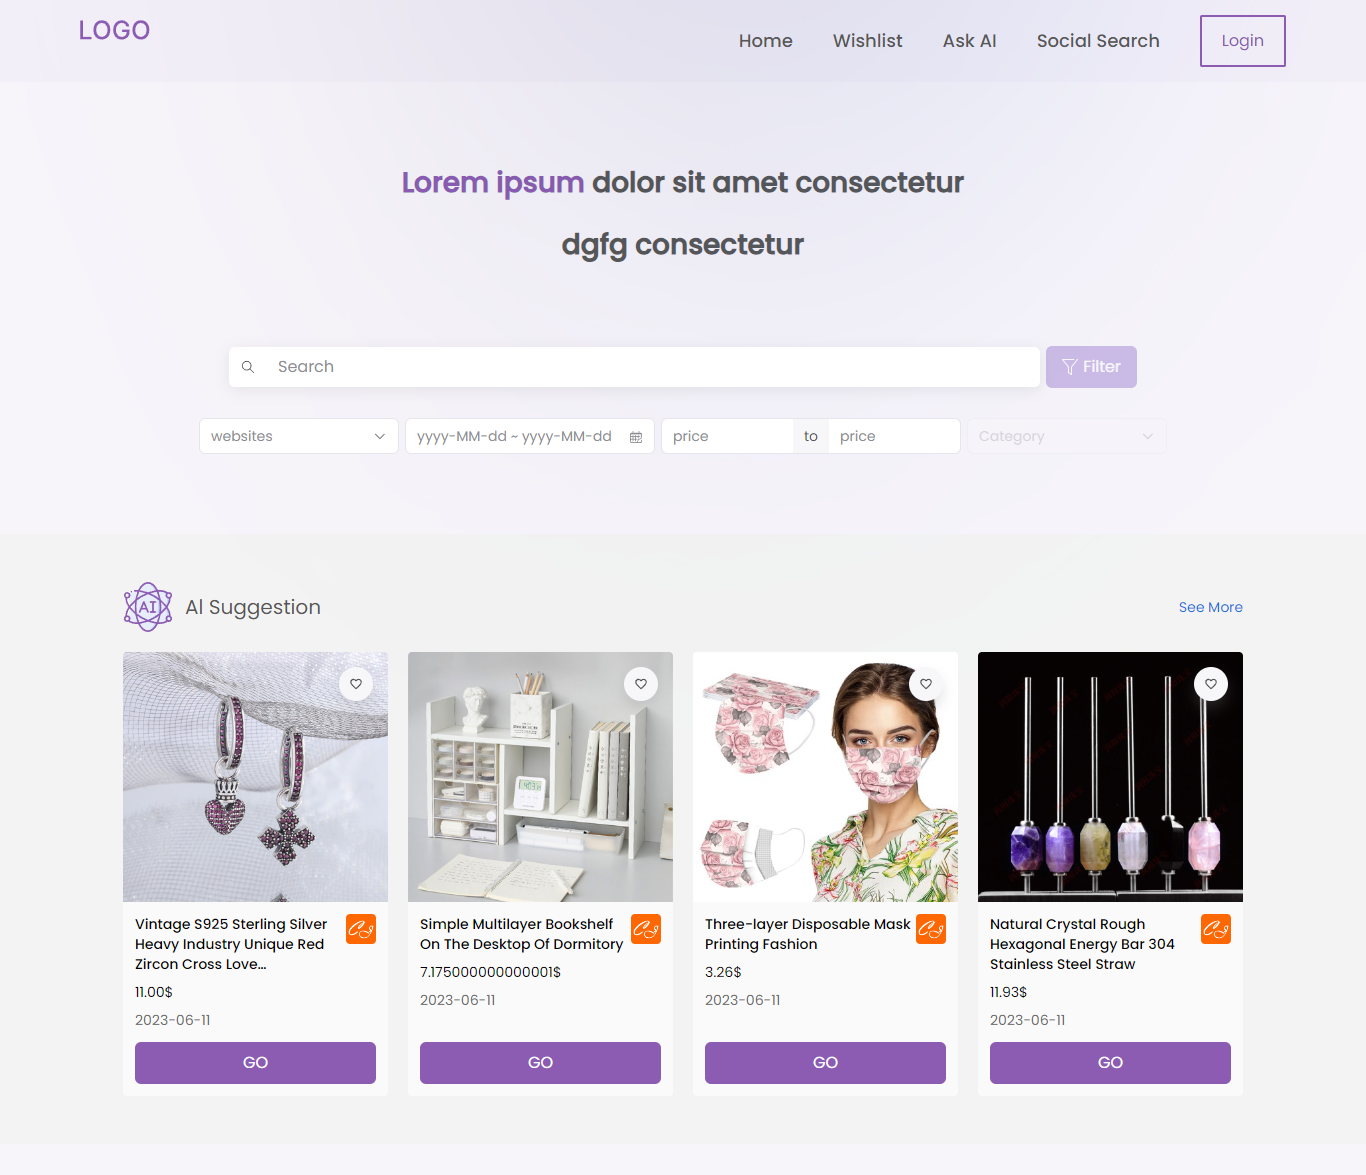 LOGO
Home
Wishlist
Ask AI
Social Search
Login
Lorem ipsum dolor sit amet consectetur
dgfg consectetur
Search
Filter
websites
yyyy-MM-dd ~ yyyy-MM-dd
price
to
price
Category
AI
AI Suggestion
See More
Vintage S925 Sterling Silver
Heavy Industry Unique Red
Zircon Cross Love...
11.00$
2023-06-11
GO
Simple Multilayer Bookshelf
On The Desktop Of Dormitory
7.175000000000001$
2023-06-11
GO
Three-layer Disposable Mask
Printing Fashion
3.26$
2023-06-11
GO
Natural Crystal Rough
Hexagonal Energy Bar 304
Stainless Steel Straw
11.93$
2023-06-11
GO